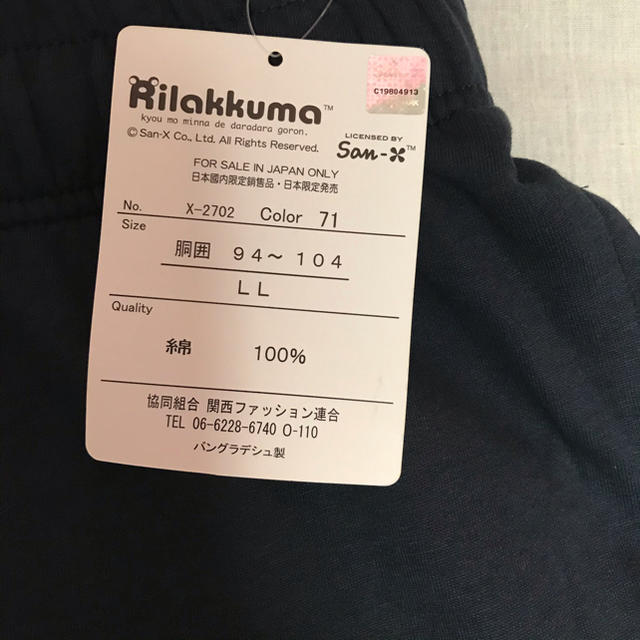 C19804913
Rilakkuma™
kyou mo minna de daradara goron.
© San-X Co., Ltd. All Rights Reserved.
LICENSED BY
San-X™
FOR SALE IN JAPAN ONLY
日本國内限定銷售品・日本限定発売
No. X-2702 Color 71
Size
胴囲 94～104
LL
Quality
綿 100%
協同組合 関西ファッション連合
TEL 06-6228-6740 O-110
バングラデシュ製